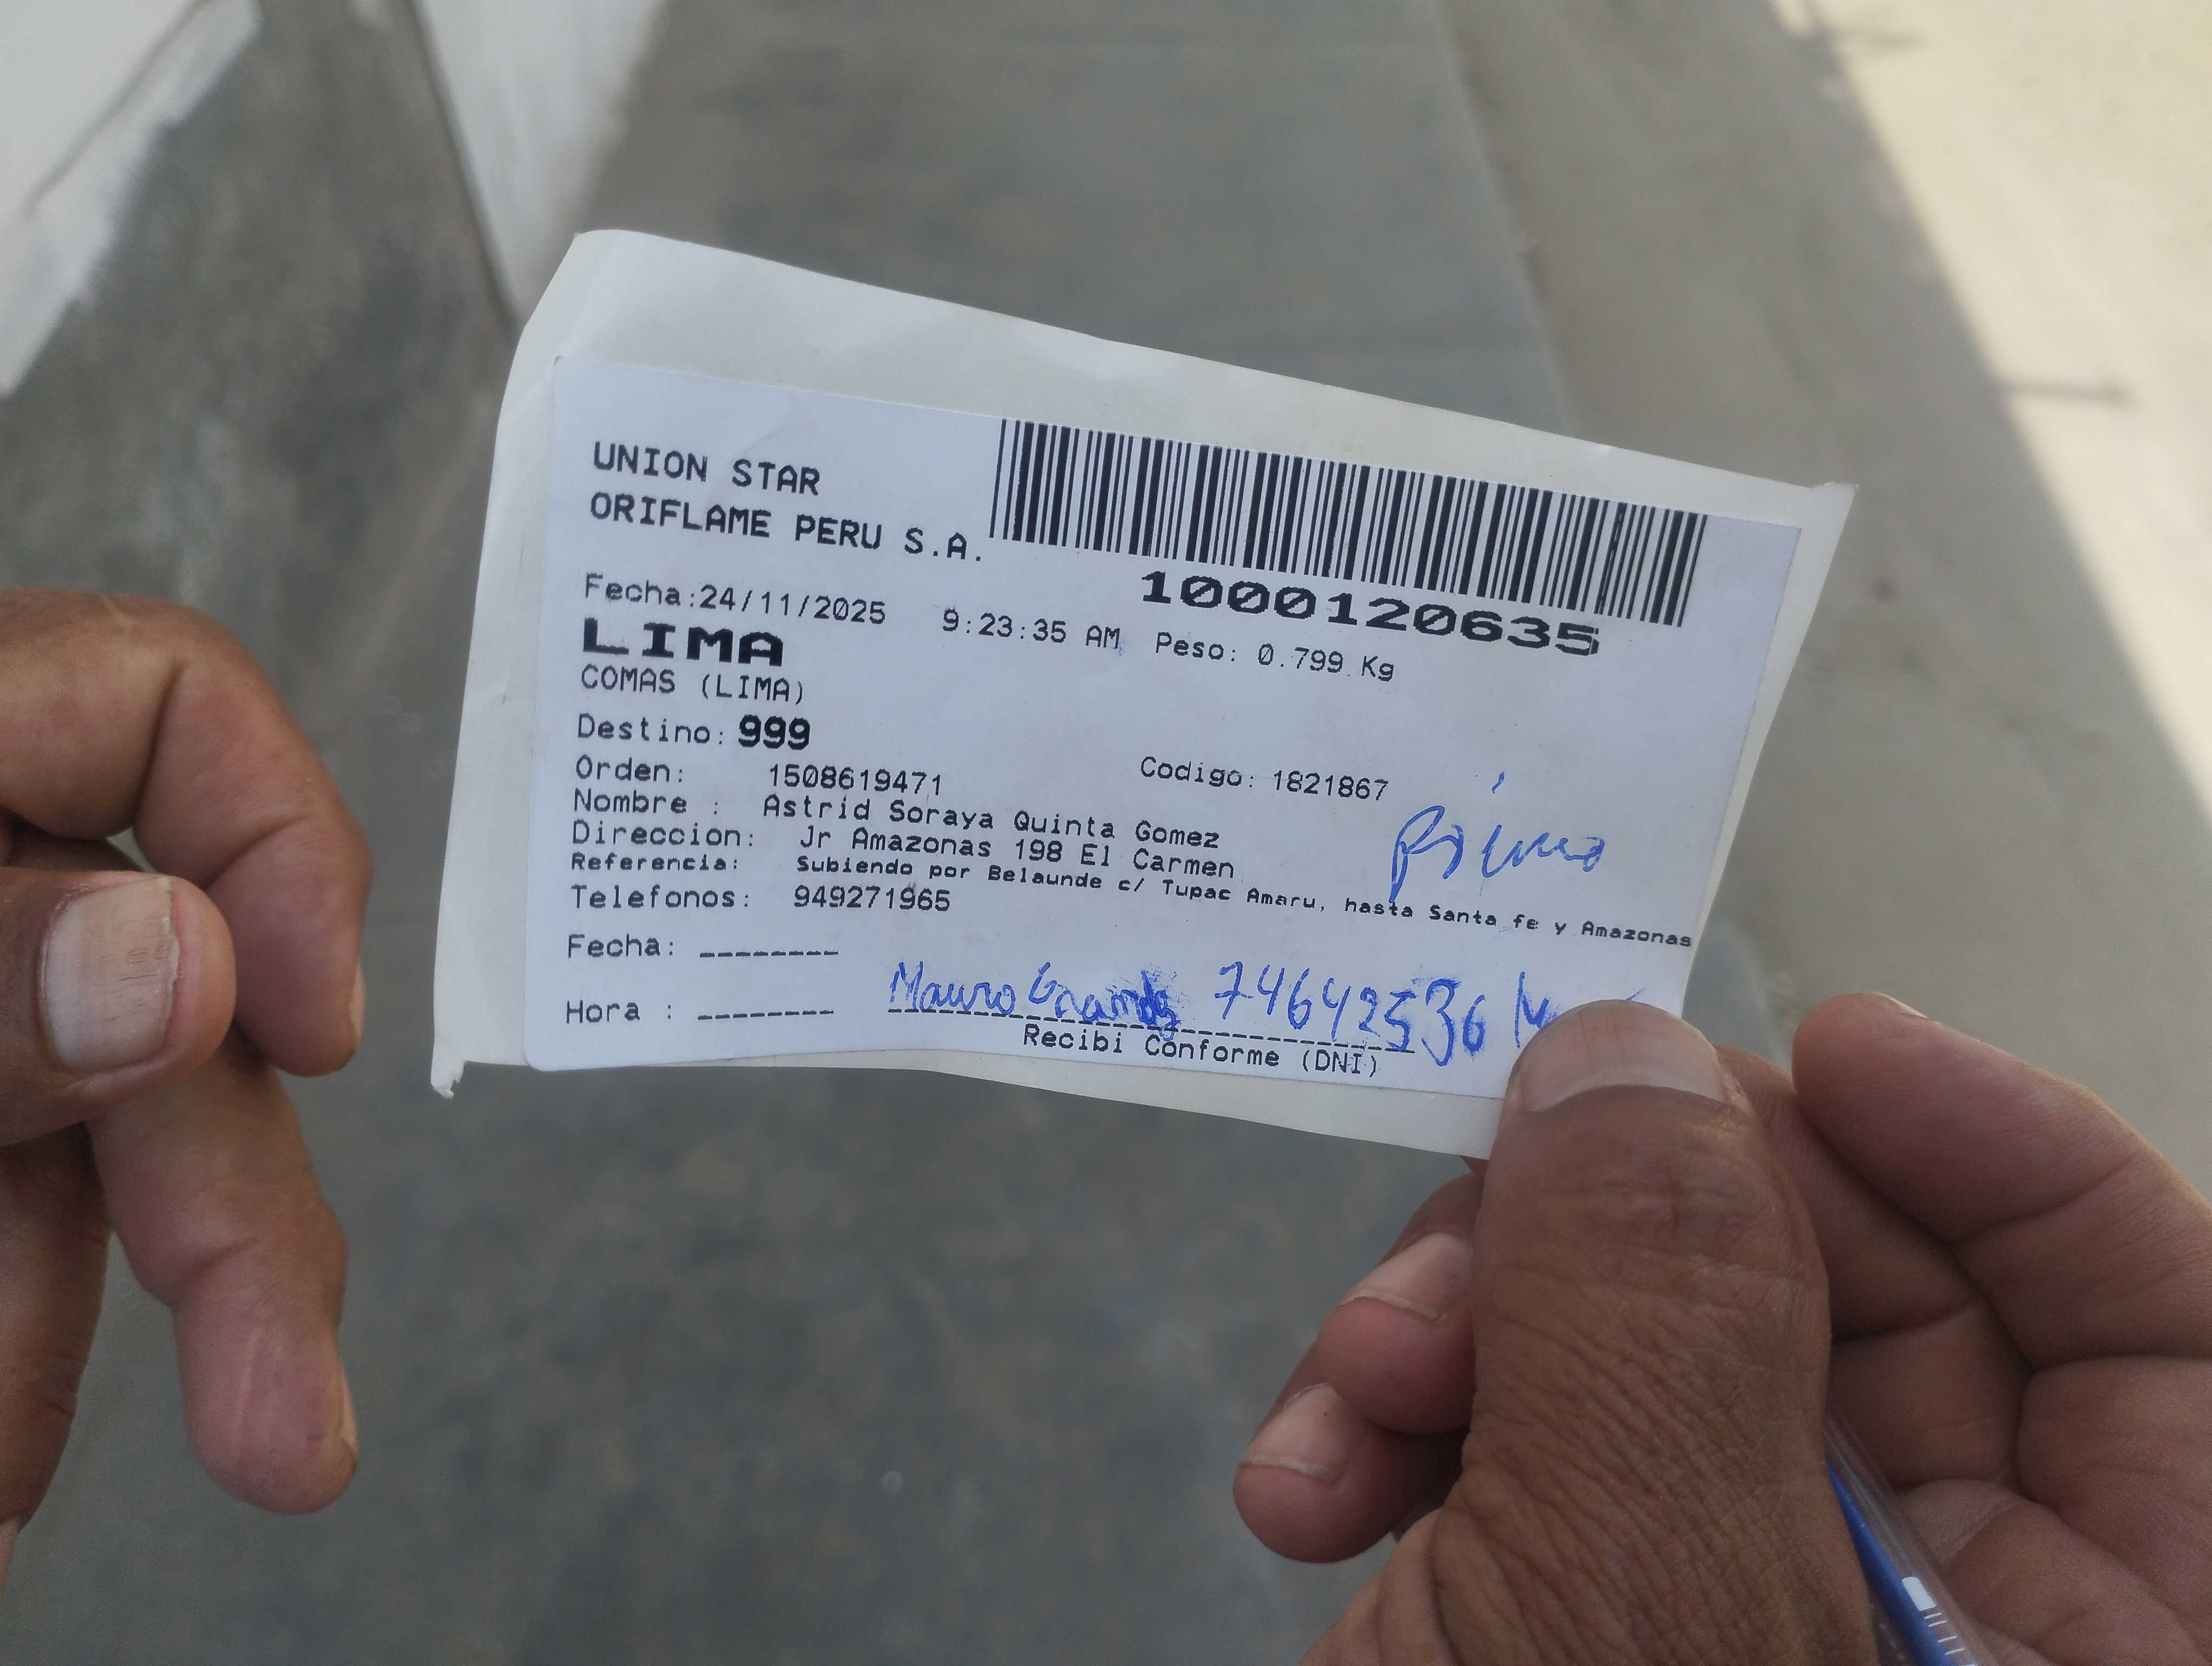 UNION STAR
ORIFLAME PERU S.A.
1000120635
Fecha:24/11/2025 9:23:35 AM Peso: 0.799 Kg
LIMA
COMAS (LIMA)
Destino: 999
Orden: 1508619471 Codigo: 1821867
Nombre : Astrid Soraya Quinta Gomez
Direccion: Jr Amazonas 198 El Carmen
Referencia: Subiendo por Belaunde c/ Tupac Amaru, hasta Santa fe y Amazonas
Telefonos: 949271965
Fecha: --------
Hora : --------
Mauro 74642536
Recibi Conforme (DNI)